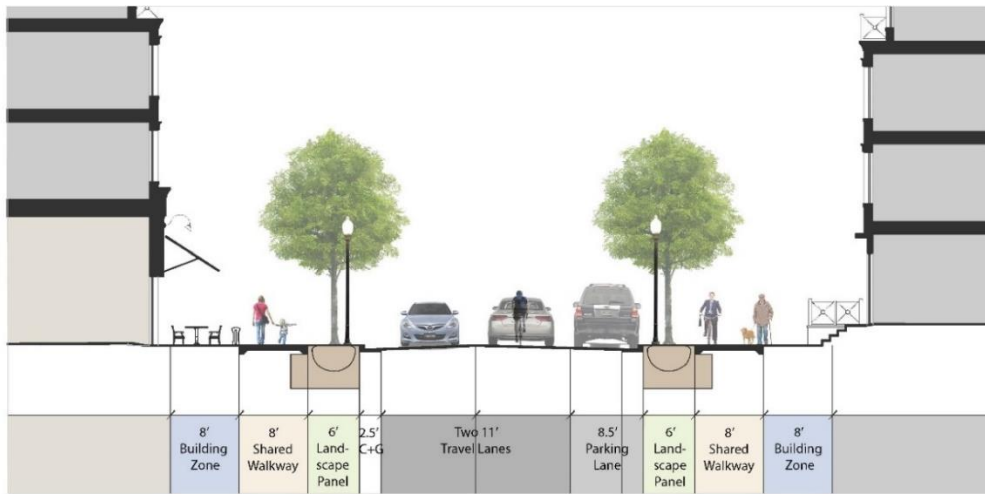 8'
Building
Zone
8'
Shared
Walkway
6'
Land-
scape
Panel
2.5'
C+G
Two 11'
Travel Lanes
8.5'
Parking
Lane
6'
Land-
scape
Panel
8'
Shared
Walkway
8'
Building
Zone